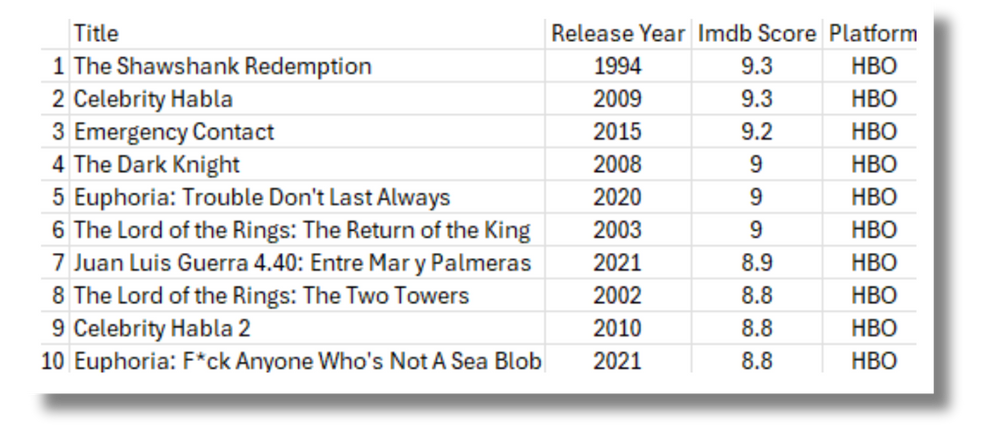 Title Release Year Imdb Score Platform
1 The Shawshank Redemption 1994 9.3 HBO
2 Celebrity Habla 2009 9.3 HBO
3 Emergency Contact 2015 9.2 HBO
4 The Dark Knight 2008 9 HBO
5 Euphoria: Trouble Don't Last Always 2020 9 HBO
6 The Lord of the Rings: The Return of the King 2003 9 HBO
7 Juan Luis Guerra 4.40: Entre Mar y Palmeras 2021 8.9 HBO
8 The Lord of the Rings: The Two Towers 2002 8.8 HBO
9 Celebrity Habla 2 2010 8.8 HBO
10 Euphoria: F*ck Anyone Who's Not A Sea Blob 2021 8.8 HBO